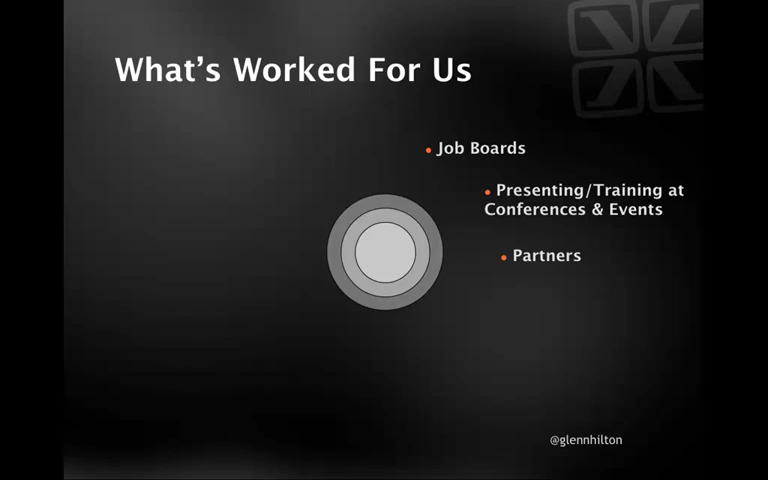 What's Worked For Us
• Job Boards
• Presenting/Training at
Conferences & Events
• Partners
@glennhilton